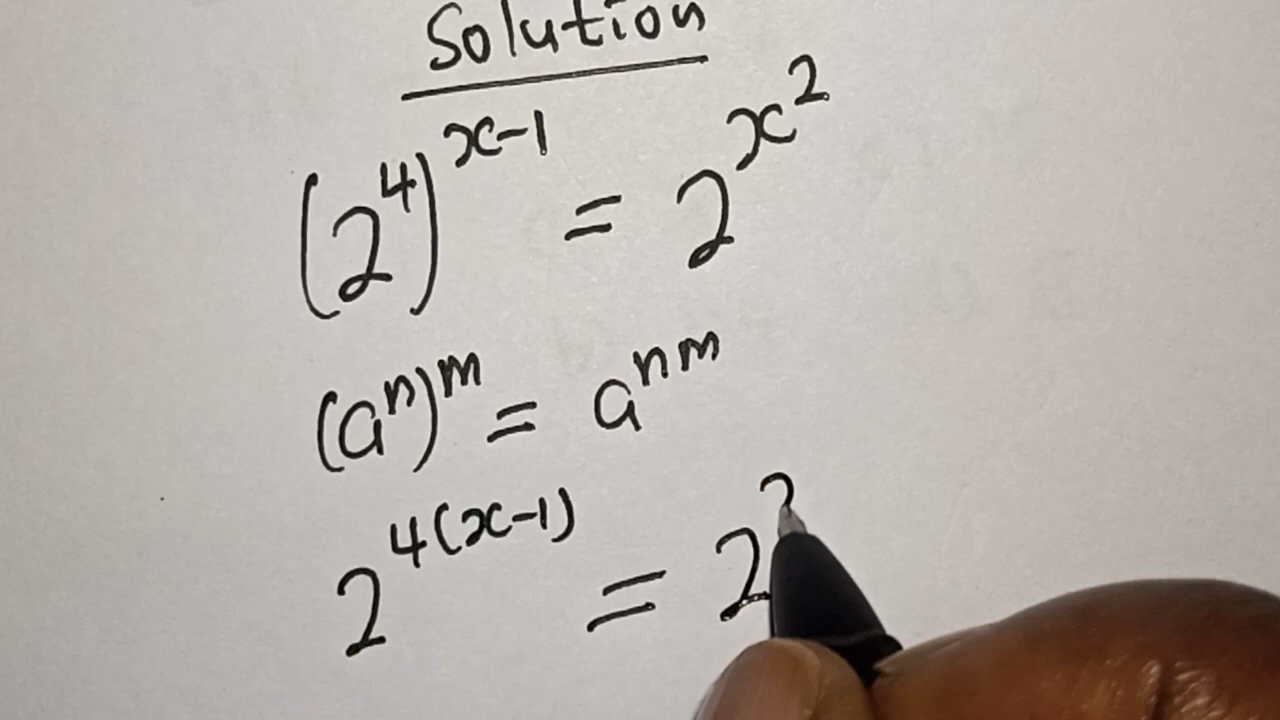 Solution
(2^4)^{x-1} = 2^{x^2}
(a^n)^m = a^{nm}
2^{4(x-1)} = 2